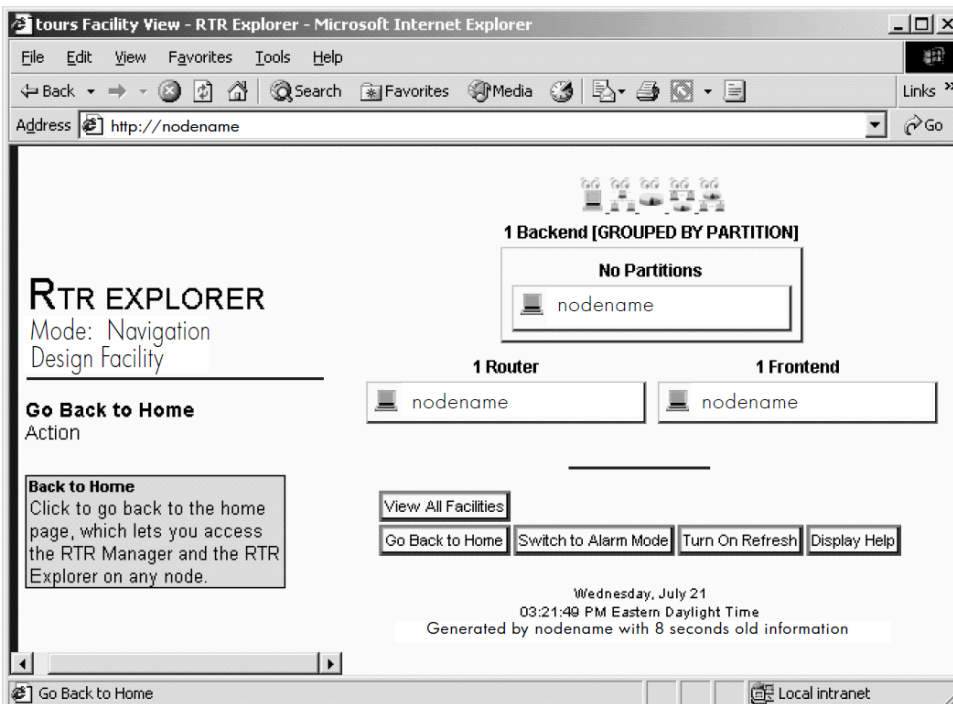 tours Facility View - RTR Explorer - Microsoft Internet Explorer
File Edit View Favorites Tools Help
Back Search Favorites Media Links »
Address http://nodename Go
RTR EXPLORER
Mode: Navigation
Design Facility
Go Back to Home
Action
Back to Home
Click to go back to the home
page, which lets you access
the RTR Manager and the RTR
Explorer on any node.
1 Backend [GROUPED BY PARTITION]
No Partitions
nodename
1 Router
nodename
1 Frontend
nodename
View All Facilities
Go Back to Home Switch to Alarm Mode Turn On Refresh Display Help
Wednesday, July 21
03:21:49 PM Eastern Daylight Time
Generated by nodename with 8 seconds old information
Go Back to Home Local intranet